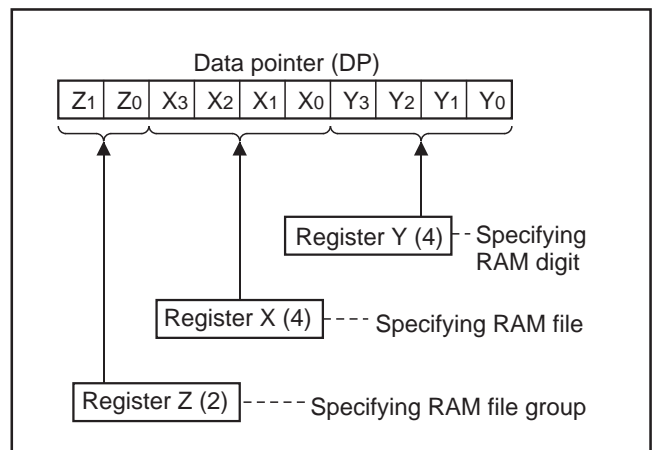 Data pointer (DP)
Z1 Z0 X3 X2 X1 X0 Y3 Y2 Y1 Y0
Register Y (4)
Specifying
RAM digit
Register X (4)
Specifying RAM file
Register Z (2)
Specifying RAM file group